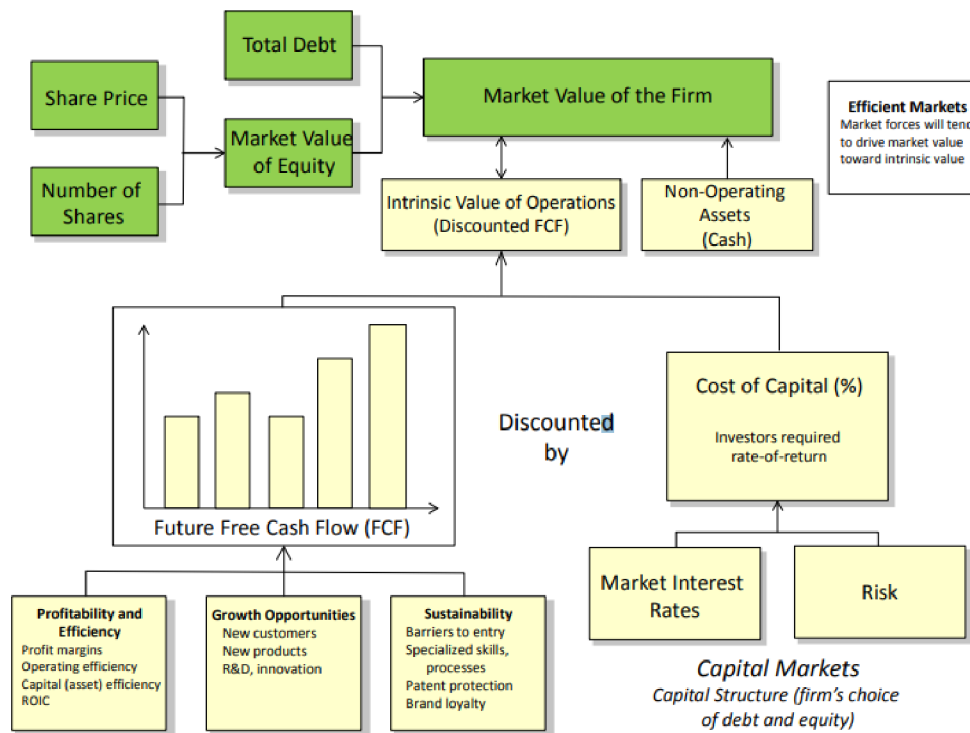 Total Debt
Share Price
Market Value of the Firm
Market Value
of Equity
Number of
Shares
Efficient Markets
Market forces will tend
to drive market value
toward intrinsic value
Intrinsic Value of Operations
(Discounted FCF)
Non-Operating
Assets
(Cash)
Future Free Cash Flow (FCF)
Discounted
by
Cost of Capital (%)
Investors required
rate-of-return
Market Interest
Rates
Risk
Profitability and
Efficiency
Profit margins
Operating efficiency
Capital (asset) efficiency
ROIC
Growth Opportunities
New customers
New products
R&D, innovation
Sustainability
Barriers to entry
Specialized skills,
processes
Patent protection
Brand loyalty
Capital Markets
Capital Structure (firm's choice
of debt and equity)